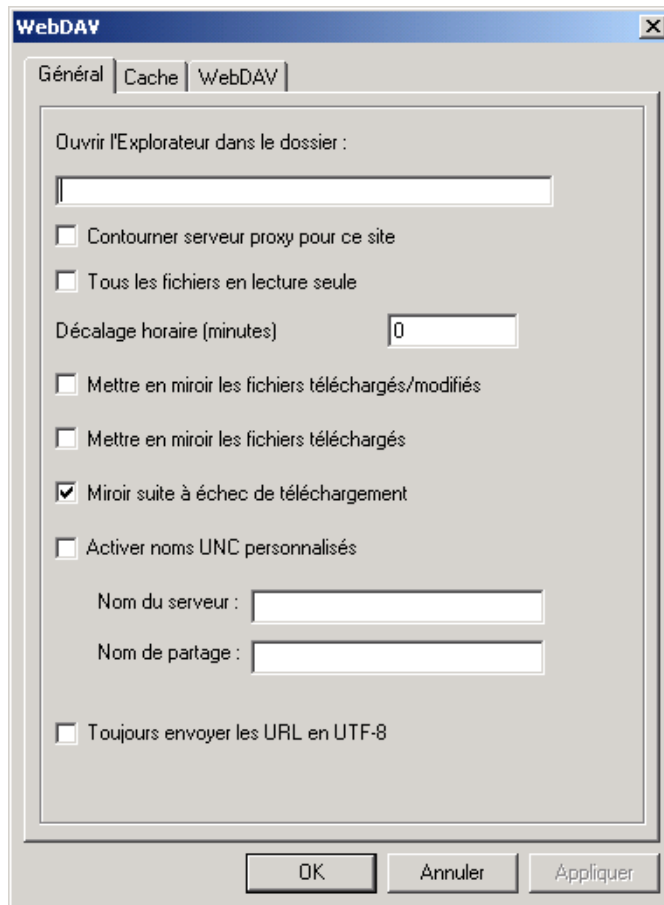 WebDAV
Général Cache WebDAV
Ouvrir l'Explorateur dans le dossier :
Contourner serveur proxy pour ce site
Tous les fichiers en lecture seule
Décalage horaire (minutes) 0
Mettre en miroir les fichiers téléchargés/modifiés
Mettre en miroir les fichiers téléchargés
Miroir suite à échec de téléchargement
Activer noms UNC personnalisés
Nom du serveur :
Nom de partage :
Toujours envoyer les URL en UTF-8
OK Annuler Appliquer